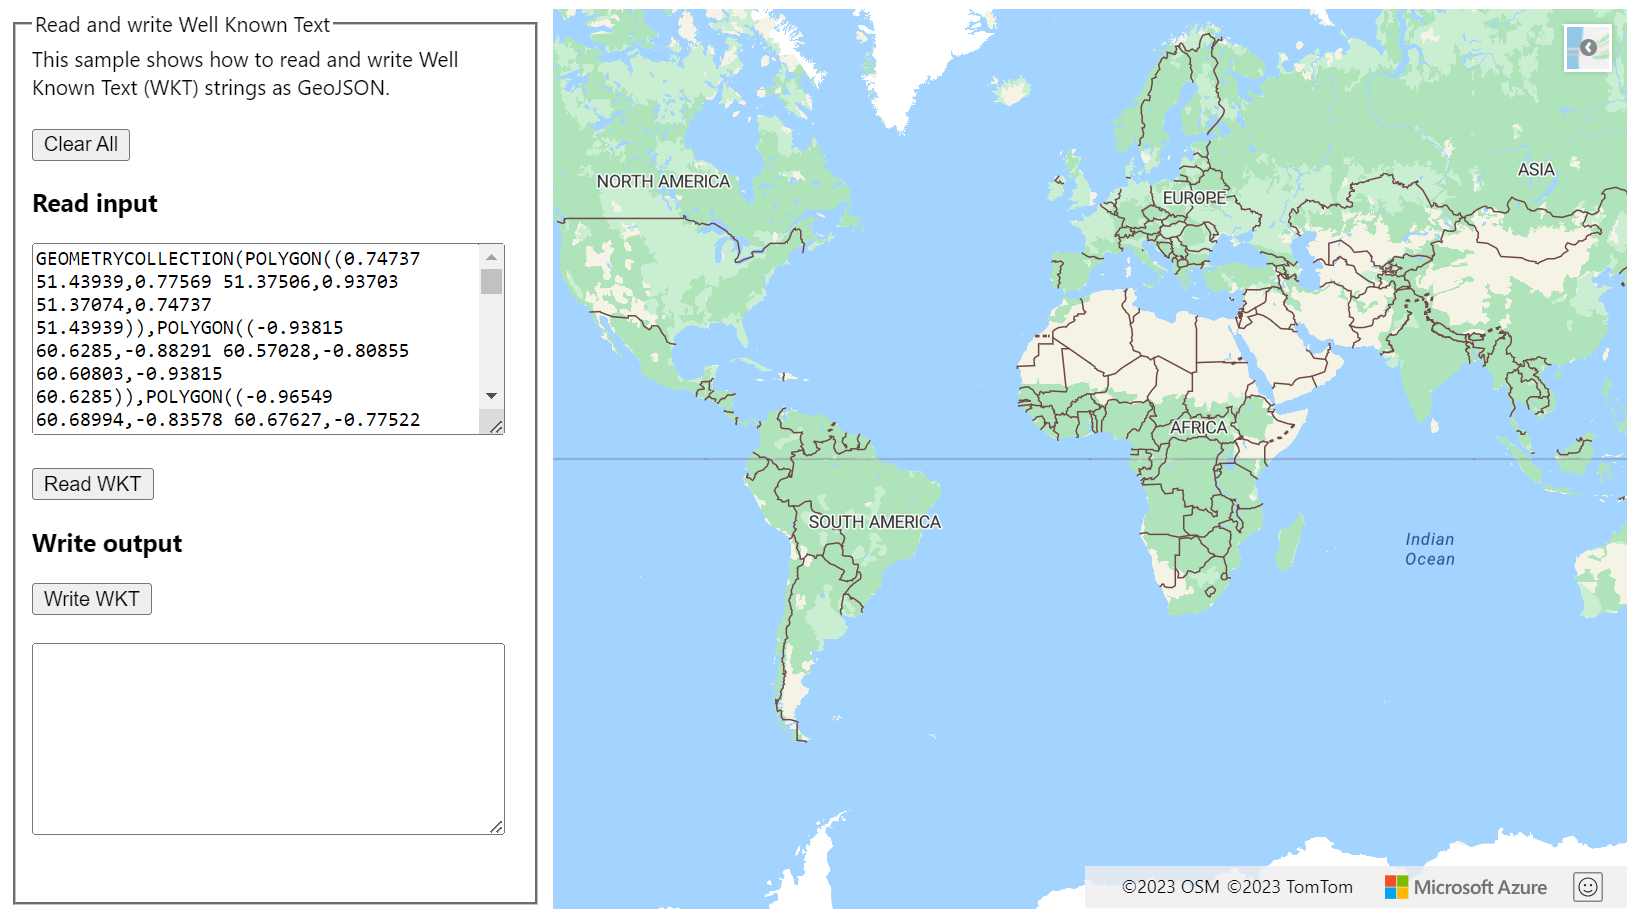 Read and write Well Known Text
This sample shows how to read and write Well
Known Text (WKT) strings as GeoJSON.
Clear All
Read input
GEOMETRYCOLLECTION(POLYGON((0.74737
51.43939,0.77569 51.37506,0.93703
51.37074,0.74737
51.43939)),POLYGON((-0.93815
60.6285,-0.88291 60.57028,-0.80855
60.60803,-0.93815
60.6285)),POLYGON((-0.96549
60.68994,-0.83578 60.67627,-0.77522
Read WKT
Write output
Write WKT
NORTH AMERICA
EUROPE
ASIA
AFRICA
SOUTH AMERICA
Indian
Ocean
©2023 OSM ©2023 TomTom
Microsoft Azure